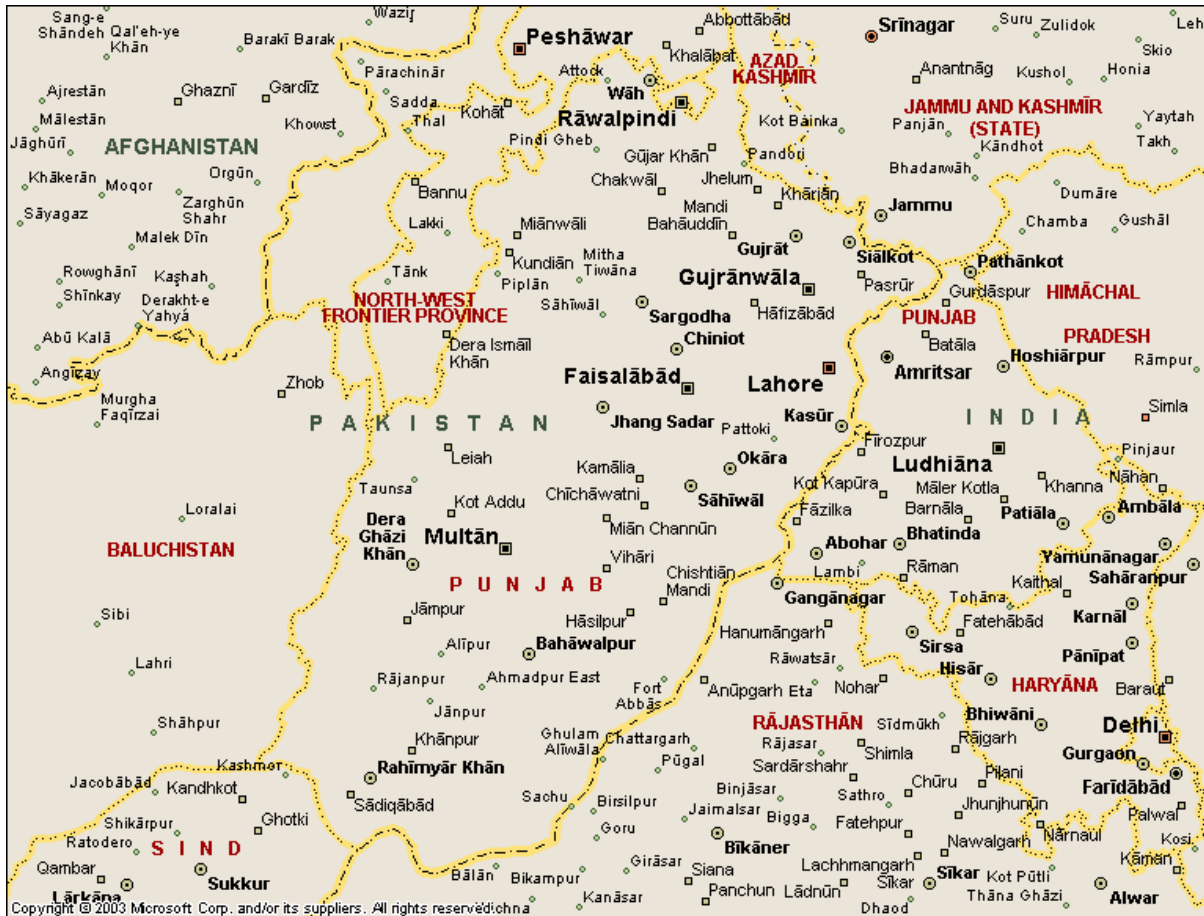 Sang-e
Shāndeh
Qal'eh-ye
Khān
Wazir
Barakī Barak
Peshāwar
Abbottābād
Khalābat
AZAD
KASHMĪR
Srīnagar
Suru
Zulidok
Leh
Skio
Pārachinār
Attock
Wāh
Anantnāg
Kushol
Honia
Ajrestān
Ghaznī
Gardīz
Sadda
Kohāt
Rāwalpindi
JAMMU AND KASHMĪR
(STATE)
Mālestān
Khowst
Thal
Kot Bainka
Panjān
Yaytah
Jāghūrī
AFGHANISTAN
Pindi Gheb
Gūjar Khān
Pandori
Kāndhot
Takh
Bhadarwāh
Khākerān
Moqor
Orgūn
Bannu
Chakwāl
Jhelum
Khārjān
Dumāre
Zarghūn
Shahr
Sāyagaz
Lakki
Miānwāli
Mandi
Bahāuddīn
Jammu
Chamba
Gushāl
Malek Dīn
Kundiān
Mitha
Tiwāna
Gujrāt
Siālkot
Pathānkot
Rowghānī
Kaşhah
Tānk
Piplān
Gujrānwāla
Pasrūr
Shīnkay
Derakht-e
Yahyá
NORTH-WEST
FRONTIER PROVINCE
Sāhīwāl
Sargodha
Hāfizābād
Gurdāspur
HIMĀCHAL
PRADESH
PUNJAB
Abū Kalā
Dera Ismāīl
Khān
Chiniot
Batāla
Hoshiārpur
Rāmpur
Angīzay
Zhob
Faisalābād
Lahore
Amritsar
Murgha
Faqīrzai
PAKISTAN
Jhang Sadar
Kasūr
INDIA
Simla
Pattoki
Firozpur
Leiah
Kamālia
Okāra
Ludhiāna
Pinjaur
Taunsa
Chīchāwatni
Sāhīwāl
Kot Kapūra
Māler Kotla
Khanna
Nāhan
Loralai
Kot Addu
Miān Channūn
Fāzilka
Barnāla
Patiāla
Ambāla
Dera
Ghāzi
Khān
Multān
BALUCHISTAN
Vihāri
Abohar
Bhatinda
Yamunānagar
PUNJAB
Chishtiān
Mandi
Lambi
Rāman
Kaithal
Sahāranpur
Sibi
Jāmpur
Hāsilpur
Gangānagar
Tohāna
Karnāl
Hanumāngarh
Sirsa
Fatehābād
Alīpur
Bahāwalpur
Rāwatsār
Hisār
Pānīpat
Lahri
Rājanpur
Ahmadpur East
Fort
Abbās
Anūpgarh Eta
Nohar
HARYĀNA
Baraut
Jānpur
RĀJASTHĀN
Sīdmūkh
Bhiwāni
Delhi
Shāhpur
Khānpur
Ghulam
Alīwāla
Chattargarh
Rājasar
Shimla
Rājgarh
Gurgaon
Jacobābād
Kashmor
Rahīmyār Khān
Pūgal
Sardārshahr
Pilani
Farīdābād
Kandhkot
Sādiqābād
Sachu
Birsilpur
Binjāsar
Chūru
Palwal
Jaimalsar
Sathro
Jhunjhunūn
Shikārpur
Ghotki
Goru
Bigga
Fatehpur
Nārnaul
Kosi
Ratodero
SIND
Bīkāner
Nawalgarh
Qambar
Sukkur
Bālān
Girāsar
Siana
Lachhmangarh
Kāman
Lārkāna
Bikampur
Panchun
Lādnūn
Sīkar
Sīkar
Kot Pūtli
Thāna Ghāzi
Alwar
Kanāsar
Dhaod
Copyright © 2003 Microsoft Corp. and/or its suppliers. All rights reserved.